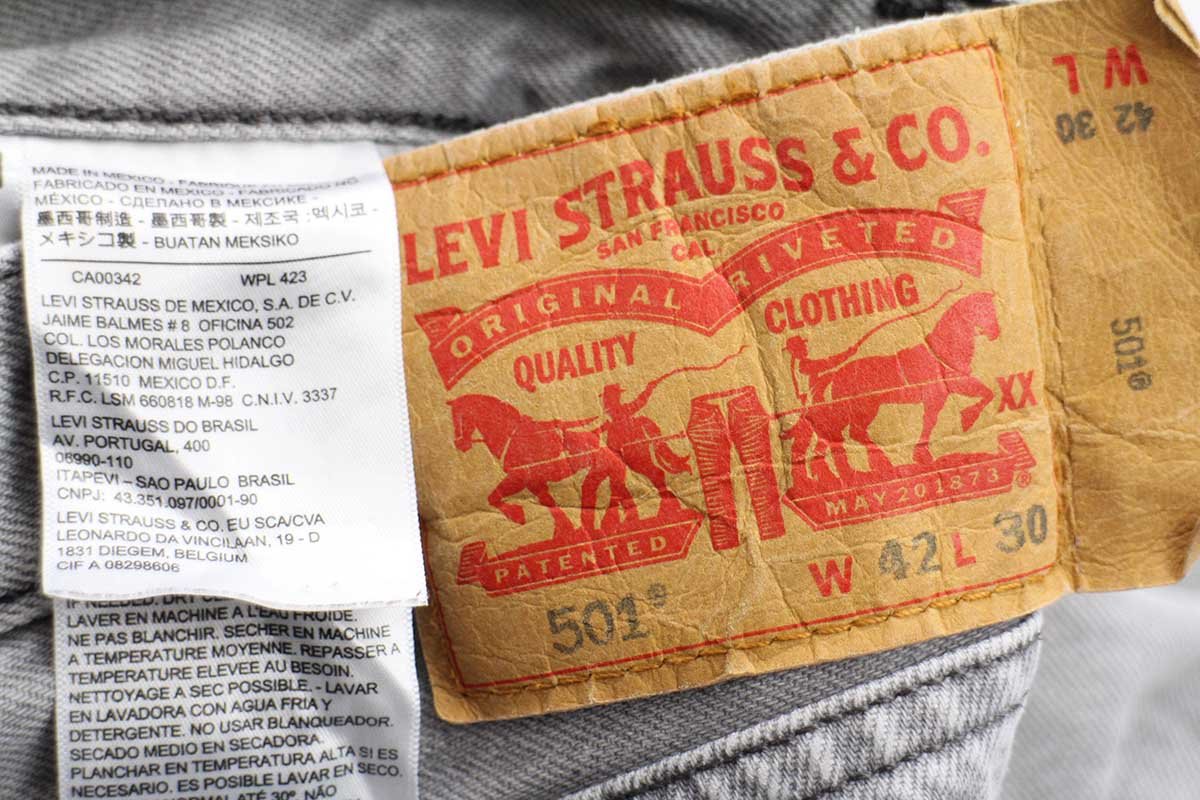 MADE IN MEXICO - FABRIQUE
FABRICADO EN MEXICO - FABRICADO NO
MÉXICO - СДЕЛАНО В МЕКСИКЕ -
墨西哥制造 - 墨西哥製 - 제조국 :멕시코 -
メキシコ製 - BUATAN MEKSIKO
CA00342 WPL 423
LEVI STRAUSS DE MEXICO, S.A. DE C.V.
JAIME BALMES # 8 OFICINA 502
COL. LOS MORALES POLANCO
DELEGACION MIGUEL HIDALGO
C.P. 11510 MEXICO D.F.
R.F.C. LSM 660818 M-98 C.N.I.V. 3337
LEVI STRAUSS DO BRASIL
AV. PORTUGAL, 400
06990-110
ITAPEVI – SAO PAULO BRASIL
CNPJ: 43.351.097/0001-90
LEVI STRAUSS & CO. EU SCA/CVA
LEONARDO DA VINCILAAN, 19 - D
1831 DIEGEM, BELGIUM
CIF A 08298606
IF NEEDED.
LAVER EN MACHINE A L'EAU FROIDE.
NE PAS BLANCHIR. SECHER EN MACHINE
A TEMPERATURE MOYENNE. REPASSER A
TEMPERATURE ELEVEE AU BESOIN.
NETTOYAGE A SEC POSSIBLE. - LAVAR
EN LAVADORA CON AGUA FRIA Y
DETERGENTE. NO USAR BLANQUEADOR.
SECADO MEDIO EN SECADORA.
PLANCHAR EN TEMPERATURA ALTA SI ES
NECESARIO. ES POSIBLE LAVAR EN SECO.
NORMAL ATÉ 30º. NÃO
LEVI STRAUSS & CO.
SAN FRANCISCO
CAL.
ORIGINAL RIVETED
QUALITY CLOTHING
XX
PATENTED MAY 20 1873 ®
501® W 42 L 30
W L
42 30
501®